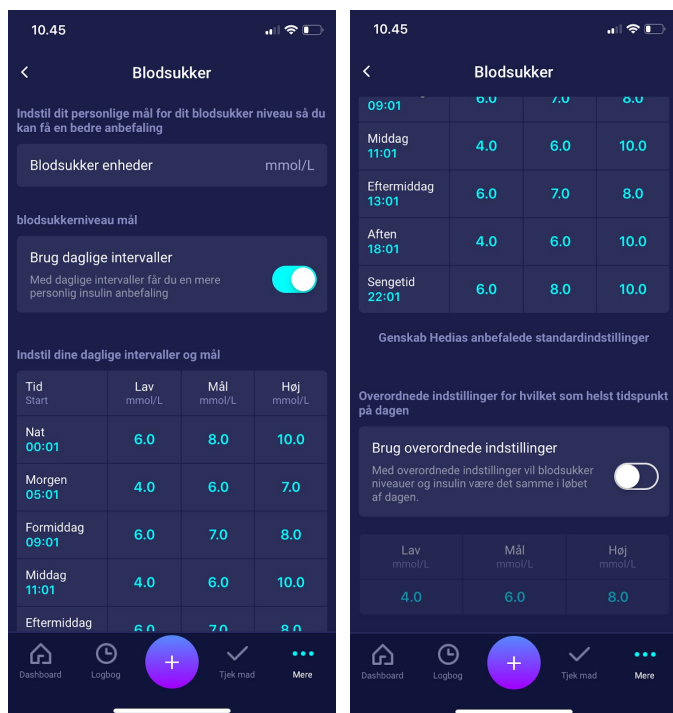 10.45
Blodsukker
Indstil dit personlige mål for dit blodsukker niveau så du
kan få en bedre anbefaling
Blodsukker enheder mmol/L
blodsukkerniveau mål
Brug daglige intervaller
Med daglige intervaller får du en mere
personlig insulin anbefaling
Indstil dine daglige intervaller og mål
Tid Lav Mål Høj
Start mmol/L mmol/L mmol/L
Nat
00:01 6.0 8.0 10.0
Morgen
05:01 4.0 6.0 7.0
Formiddag
09:01 6.0 7.0 8.0
Middag
11:01 4.0 6.0 10.0
Eftermiddag
6.0 7.0 8.0
Dashboard Logbog + Tjek mad Mere
10.45
Blodsukker
09:01 6.0 7.0 8.0
Middag
11:01 4.0 6.0 10.0
Eftermiddag
13:01 6.0 7.0 8.0
Aften
18:01 4.0 6.0 10.0
Sengetid
22:01 6.0 8.0 10.0
Genskab Hedias anbefalede standardindstillinger
Overordnede indstillinger for hvilket som helst tidspunkt
på dagen
Brug overordnede indstillinger
Med overordnede indstillinger vil blodsukker
niveauer og insulin være det samme i løbet
af dagen.
Lav Mål Høj
mmol/L mmol/L mmol/L
4.0 6.0 8.0
Dashboard Logbog + Tjek mad Mere